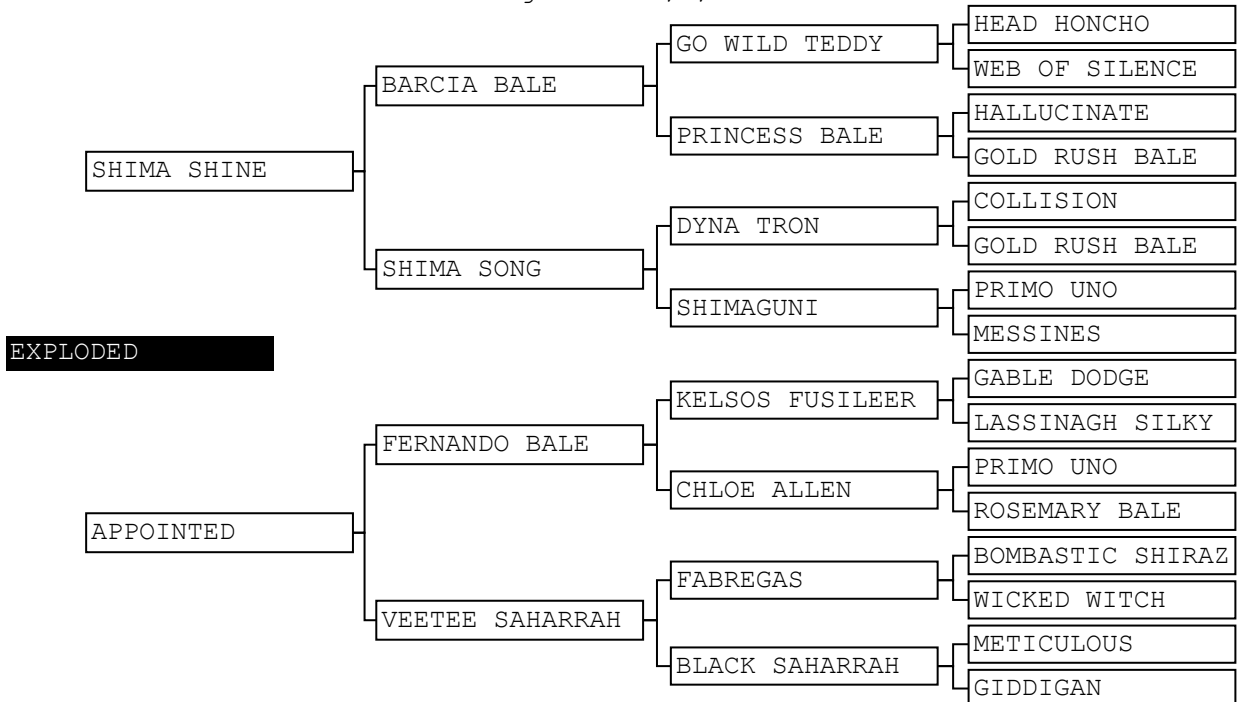 HEAD HONCHO
GO WILD TEDDY
WEB OF SILENCE
BARCIA BALE
HALLUCINATE
PRINCESS BALE
GOLD RUSH BALE
SHIMA SHINE
COLLISION
DYNA TRON
GOLD RUSH BALE
SHIMA SONG
PRIMO UNO
SHIMAGUNI
MESSINES
EXPLODED
GABLE DODGE
KELSOS FUSILEER
LASSINAGH SILKY
FERNANDO BALE
PRIMO UNO
CHLOE ALLEN
ROSEMARY BALE
APPOINTED
BOMBASTIC SHIRAZ
FABREGAS
WICKED WITCH
VEETEE SAHARRAH
METICULOUS
BLACK SAHARRAH
GIDDIGAN